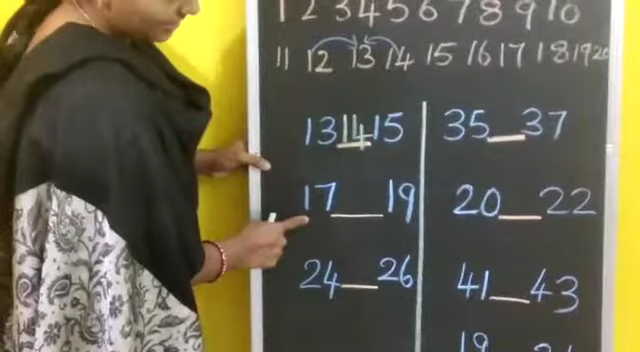 1 2 3 4 5 6 7 8 9 10
11 12 13 14 15 16 17 18 19 20
13 14 15 35 __ 37
17 __ 19 20 __ 22
24 __ 26 41 __ 43
19